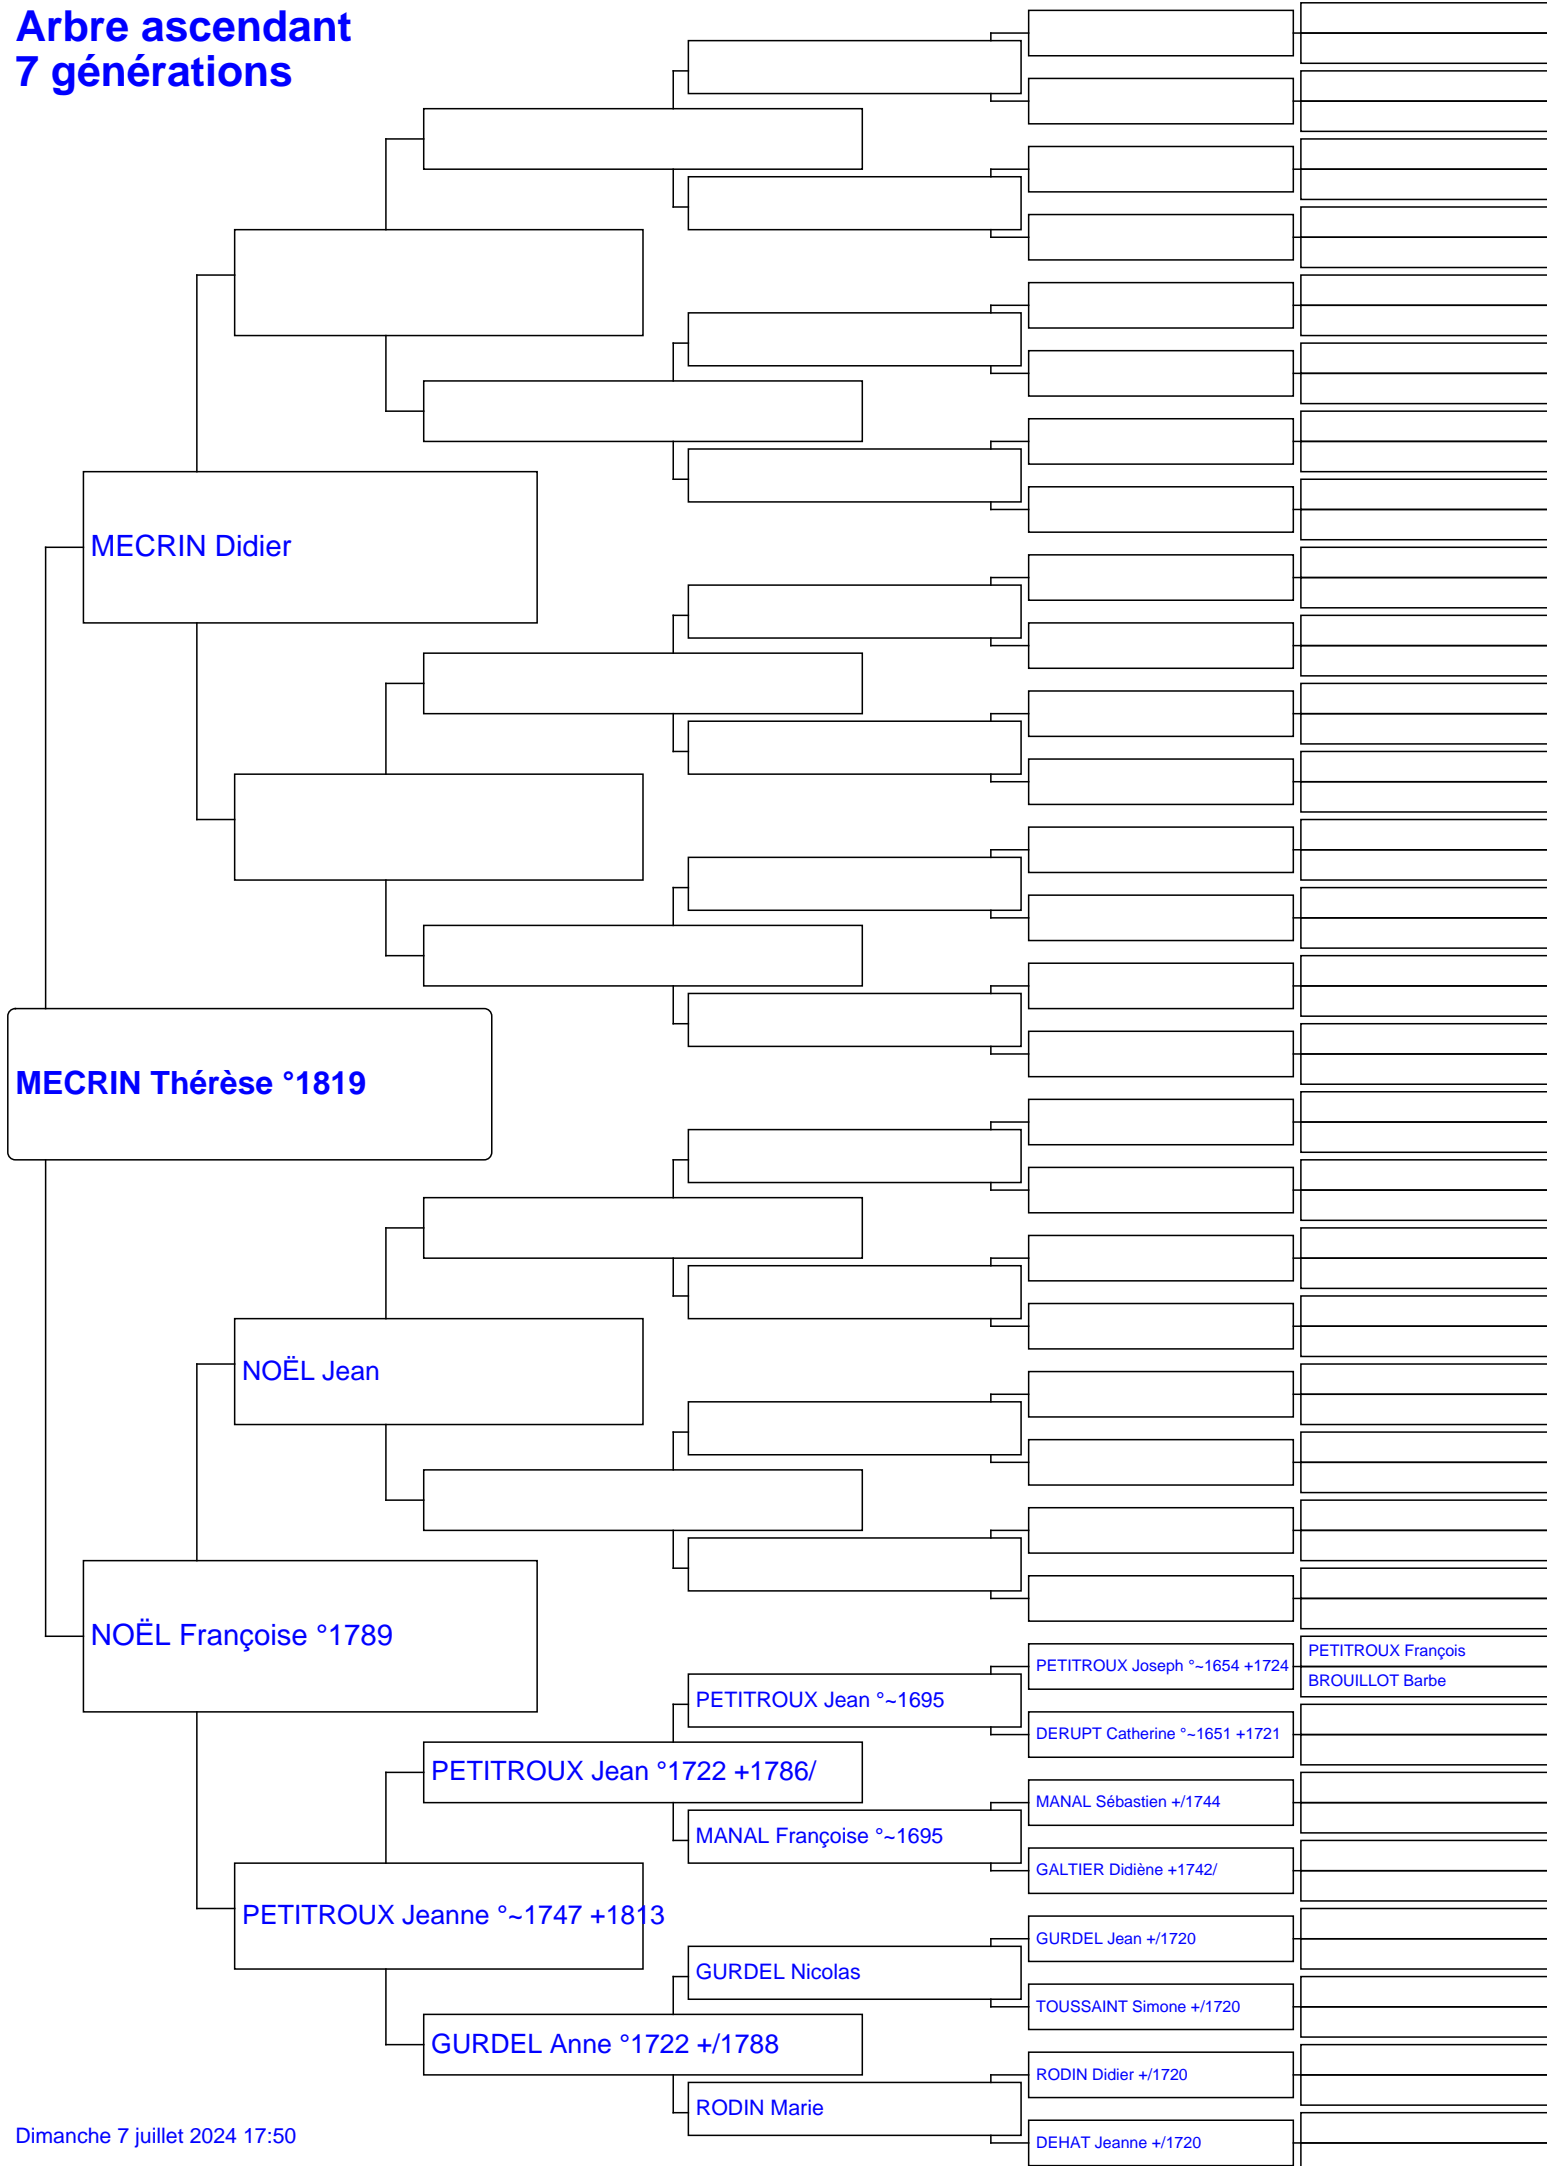 Arbre ascendant
7 générations
MECRIN Didier
MECRIN Thérèse °1819
NOËL Jean
NOËL Françoise °1789
PETITROUX François
PETITROUX Joseph °~1654 +1724
BROUILLOT Barbe
PETITROUX Jean °~1695
DERUPT Catherine °~1651 +1721
PETITROUX Jean °1722 +1786/
MANAL Sébastien +/1744
MANAL Françoise °~1695
GALTIER Didiène +1742/
PETITROUX Jeanne °~1747 +1813
GURDEL Jean +/1720
GURDEL Nicolas
TOUSSAINT Simone +/1720
GURDEL Anne °1722 +/1788
RODIN Didier +/1720
RODIN Marie
DEHAT Jeanne +/1720
Dimanche 7 juillet 2024 17:50